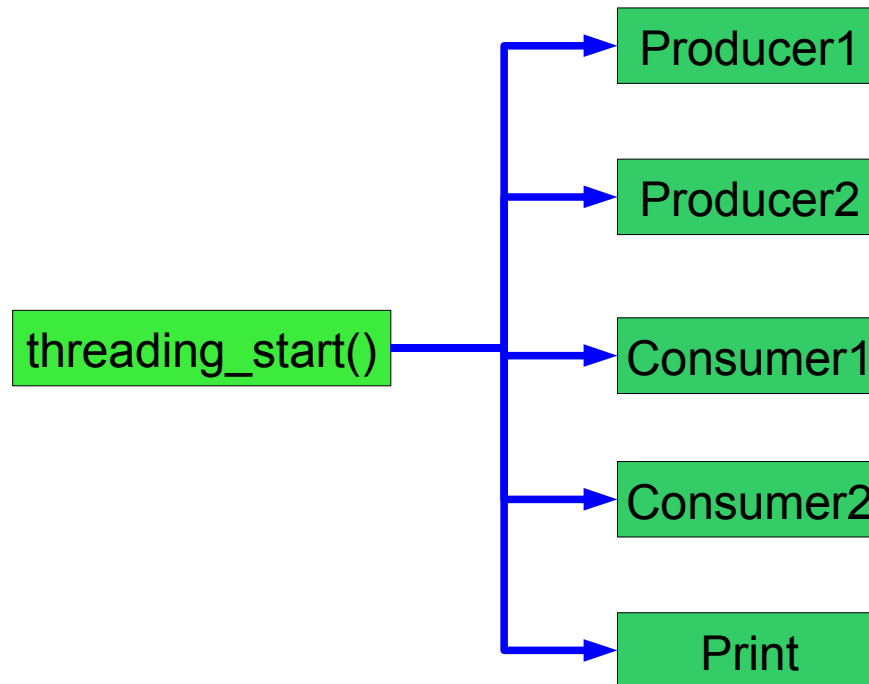 Producer1
Producer2
threading_start()
Consumer1
Consumer2
Print